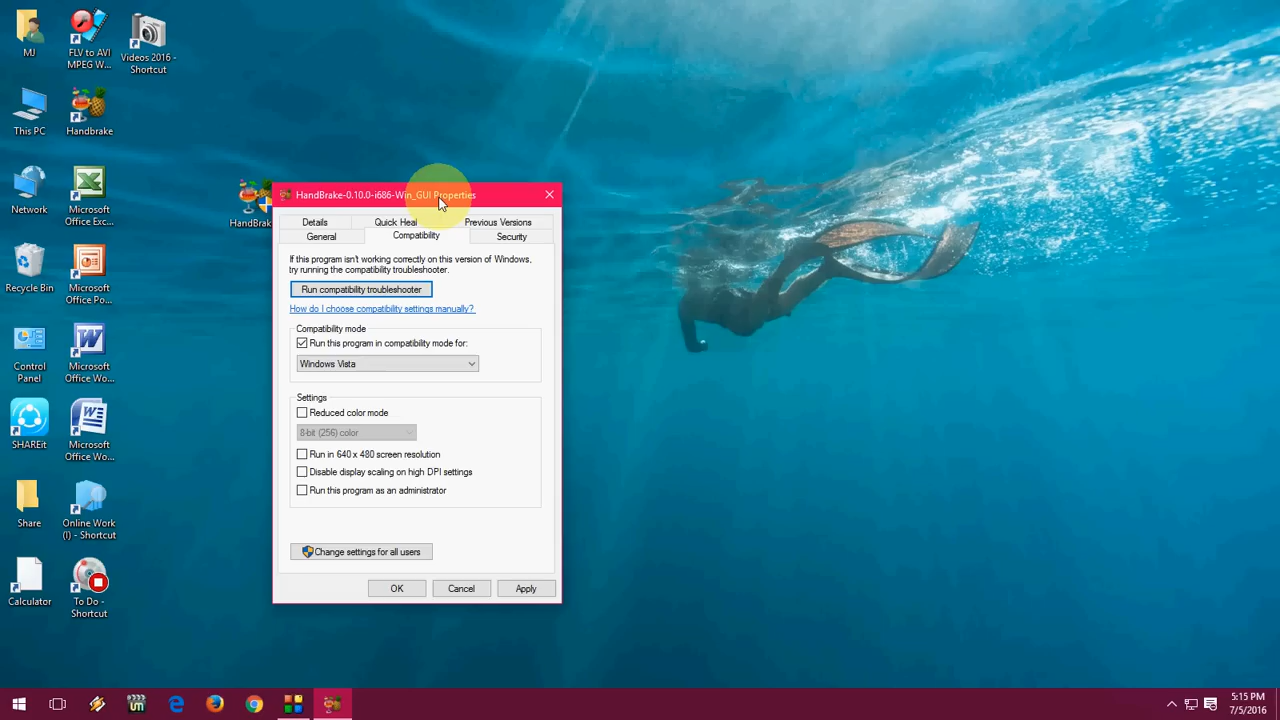 MJ
FLV to AVI
MPEG W...
Videos 2016 -
Shortcut
This PC
Handbrake
Network
Microsoft
Office Exc...
Recycle Bin
Microsoft
Office Po...
Control
Panel
Microsoft
Office Wo...
SHAREit
Microsoft
Office Wo...
Share
Online Work
(I) - Shortcut
Calculator
To Do -
Shortcut
HandBrake-0.10.0-i686-Win_GUI Properties
Details
Quick Heal
Previous Versions
General
Compatibility
Security
If this program isn't working correctly on this version of Windows,
try running the compatibility troubleshooter.
Run compatibility troubleshooter
How do I choose compatibility settings manually?
Compatibility mode
Run this program in compatibility mode for:
Windows Vista
Settings
Reduced color mode
8-bit (256) color
Run in 640 x 480 screen resolution
Disable display scaling on high DPI settings
Run this program as an administrator
Change settings for all users
OK
Cancel
Apply
5:15 PM
7/5/2016